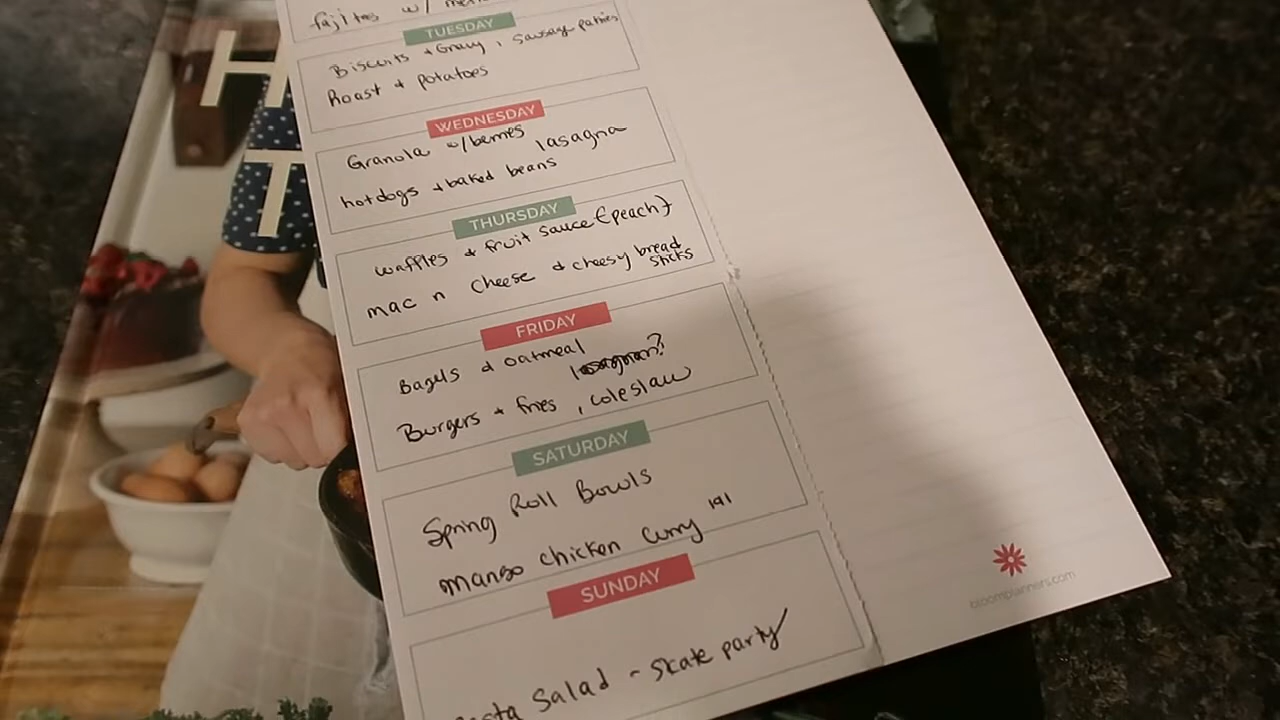 fajitas w/
TUESDAY
Biscuits + Gravy, sausage patties
Roast + potatoes
WEDNESDAY
Granola w/berries
lasagna
hotdogs + baked beans
THURSDAY
waffles + fruit sauce (peach)
mac n cheese & cheesy bread
sticks
FRIDAY
Bagels & oatmeal
Burgers + fries, coleslaw
SATURDAY
Spring Roll Bowls
mango chicken curry 191
SUNDAY
Salad - skate party
bloomplanners.com
H
T